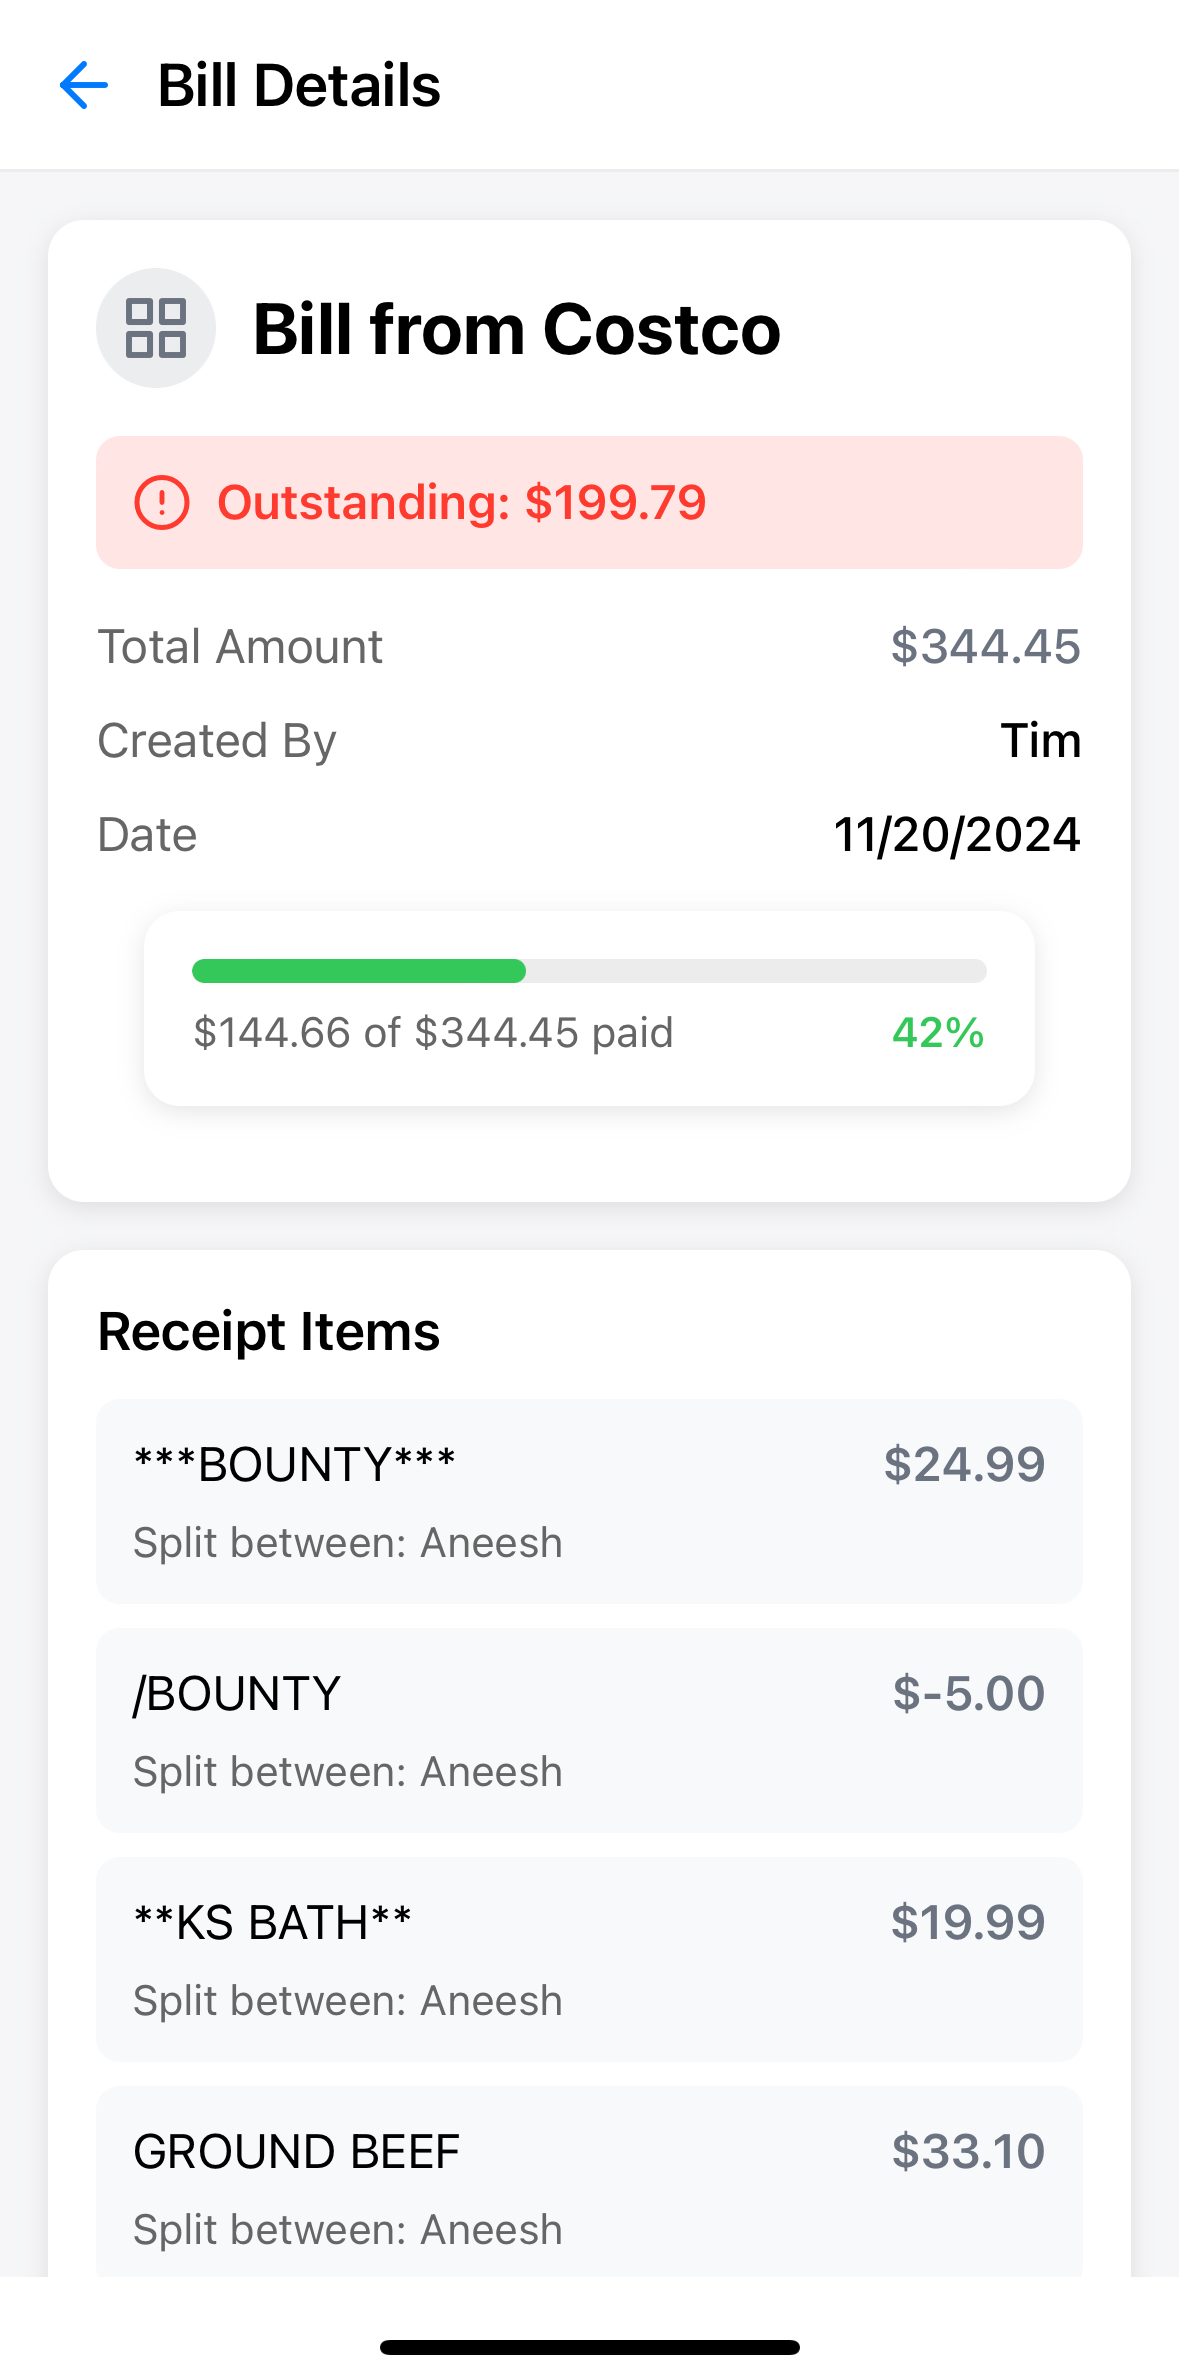 Bill Details
Bill from Costco
Outstanding: $199.79
Total Amount $344.45
Created By Tim
Date 11/20/2024
$144.66 of $344.45 paid 42%
Receipt Items
***BOUNTY*** $24.99
Split between: Aneesh
/BOUNTY $-5.00
Split between: Aneesh
**KS BATH** $19.99
Split between: Aneesh
GROUND BEEF $33.10
Split between: Aneesh